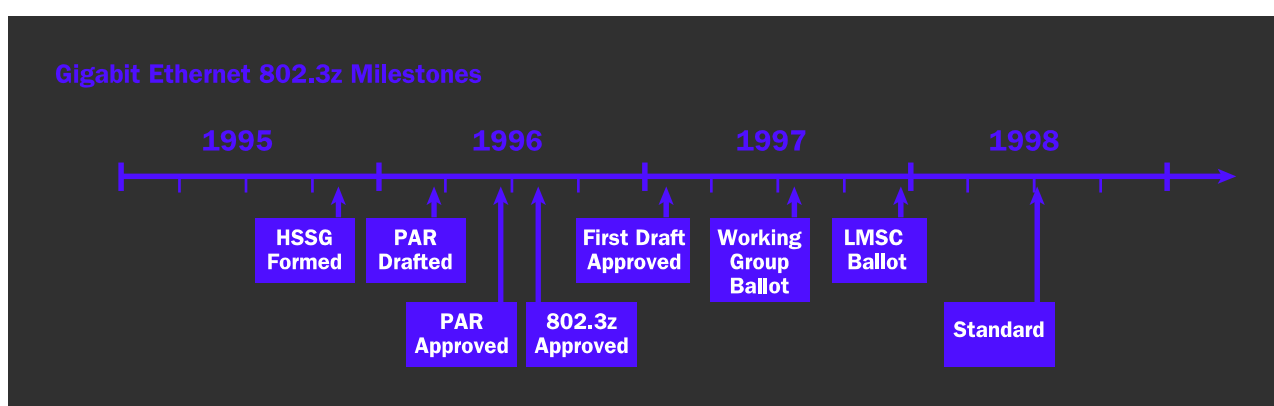 Gigabit Ethernet 802.3z Milestones
1995 1996 1997 1998
HSSG
Formed
PAR
Drafted
First Draft
Approved
Working
Group
Ballot
LMSC
Ballot
PAR
Approved
802.3z
Approved
Standard